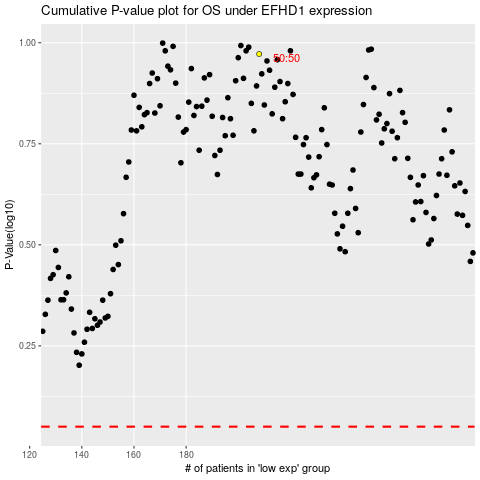 Cumulative P-value plot for OS under EFHD1 expression
1.00
50:50
0.75
P-Value(log10)
0.50
0.25
120 140 160 180
# of patients in 'low exp' group